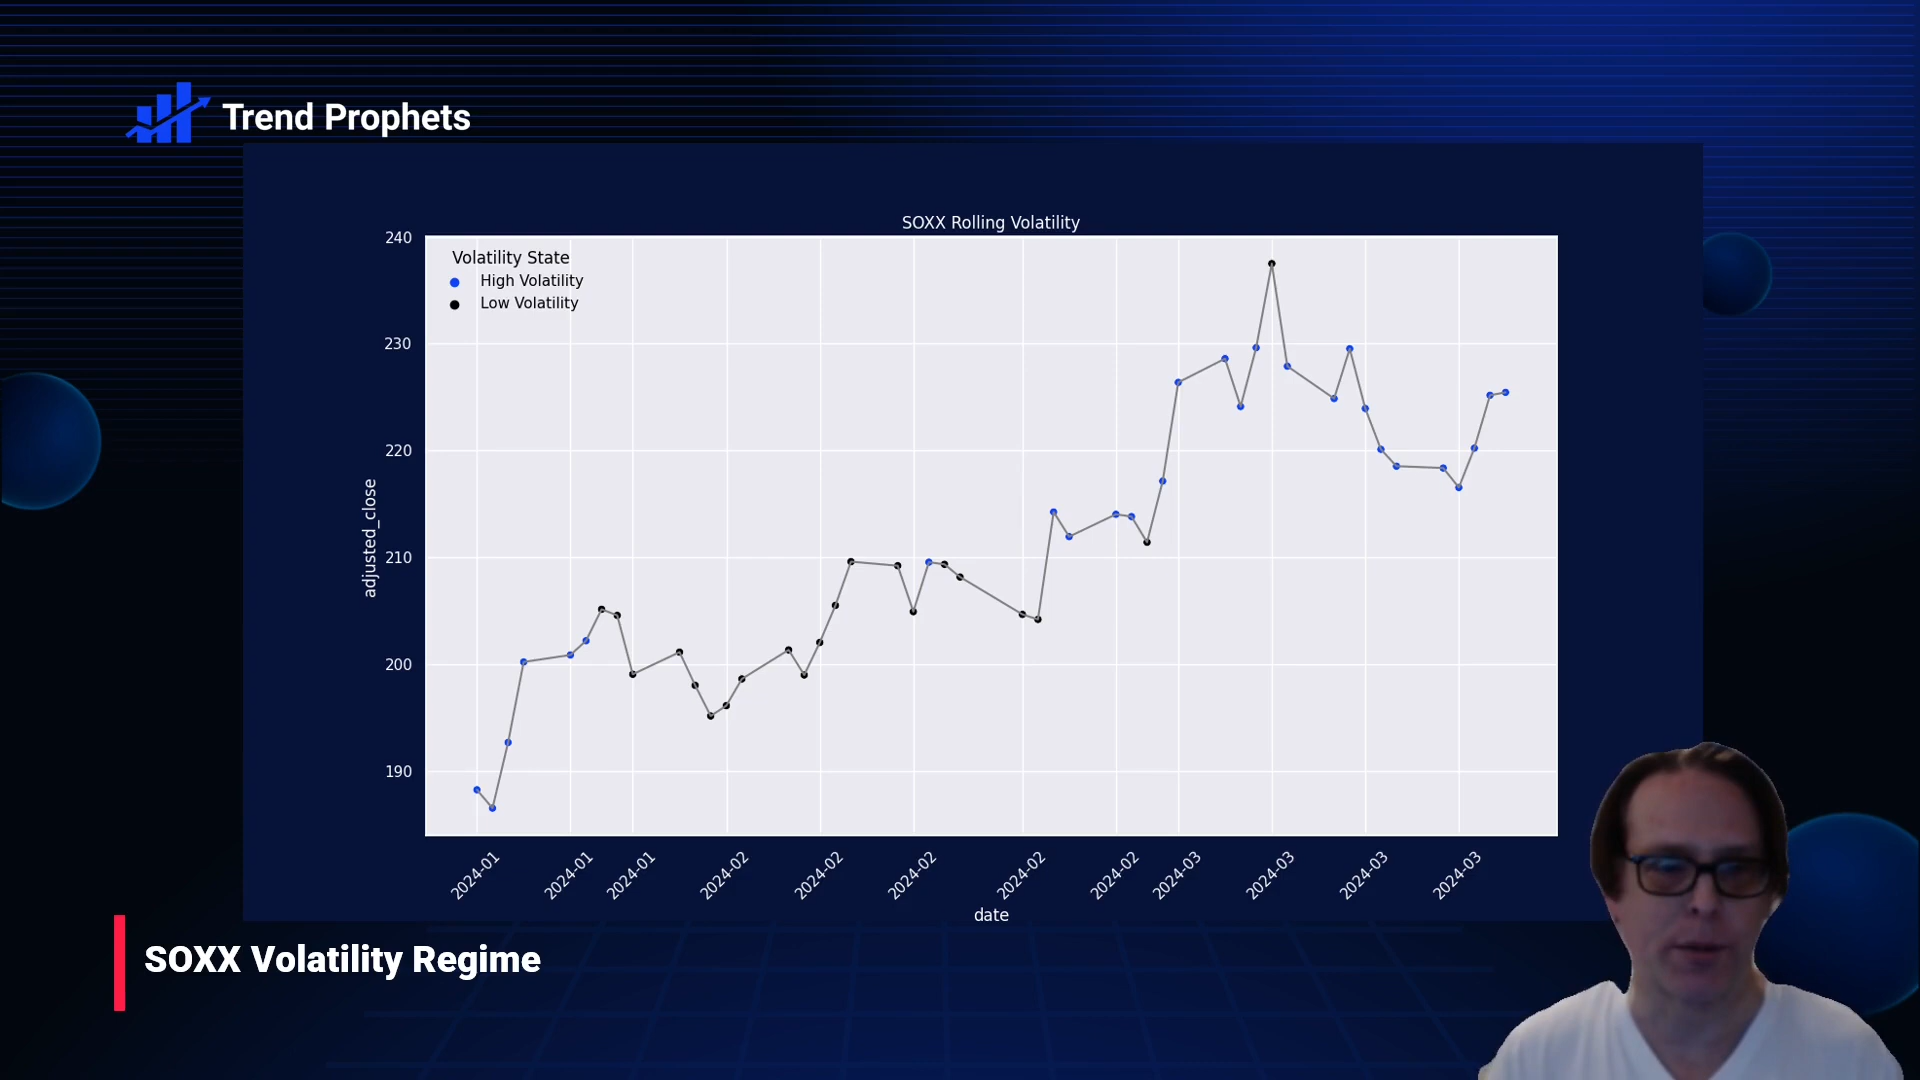 Trend Prophets
SOXX Rolling Volatility
240
Volatility State
High Volatility
Low Volatility
230
220
210
200
190
adjusted_close
2024-01
2024-01
2024-01
2024-02
2024-02
2024-02
2024-02
2024-02
2024-03
2024-03
2024-03
2024-03
date
SOXX Volatility Regime